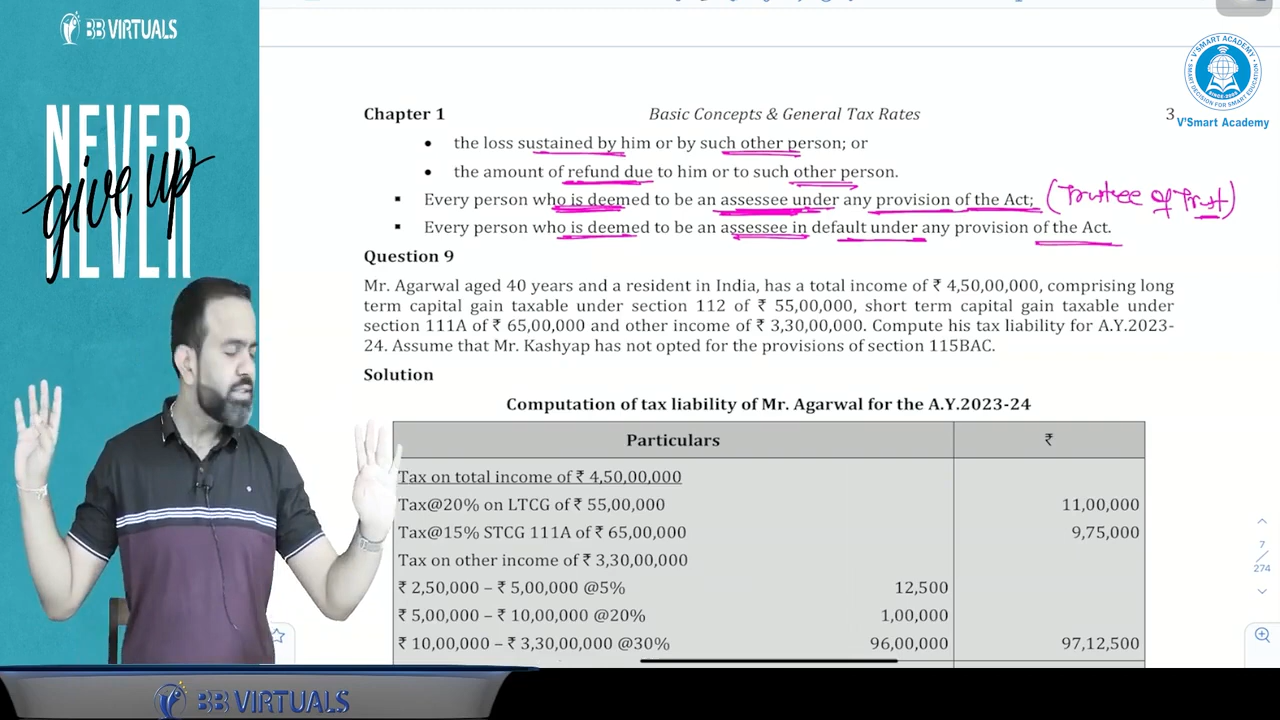 BB VIRTUALS
NEVER
give up
NEVER
V'SMART ACADEMY
SMART DECISION FOR SMART EDUCATION
V'Smart Academy
Chapter 1 Basic Concepts & General Tax Rates 3
• the loss sustained by him or by such other person; or
• the amount of refund due to him or to such other person.
▪ Every person who is deemed to be an assessee under any provision of the Act; (Trustee of Trust)
▪ Every person who is deemed to be an assessee in default under any provision of the Act.
Question 9
Mr. Agarwal aged 40 years and a resident in India, has a total income of ₹ 4,50,00,000, comprising long
term capital gain taxable under section 112 of ₹ 55,00,000, short term capital gain taxable under
section 111A of ₹ 65,00,000 and other income of ₹ 3,30,00,000. Compute his tax liability for A.Y.2023-
24. Assume that Mr. Kashyap has not opted for the provisions of section 115BAC.
Solution
Computation of tax liability of Mr. Agarwal for the A.Y.2023-24
Particulars ₹
Tax on total income of ₹ 4,50,00,000
Tax@20% on LTCG of ₹ 55,00,000 11,00,000
Tax@15% STCG 111A of ₹ 65,00,000 9,75,000
Tax on other income of ₹ 3,30,00,000
₹ 2,50,000 – ₹ 5,00,000 @5% 12,500
₹ 5,00,000 – ₹ 10,00,000 @20% 1,00,000
₹ 10,00,000 – ₹ 3,30,00,000 @30% 96,00,000 97,12,500
7
/
274
BB VIRTUALS